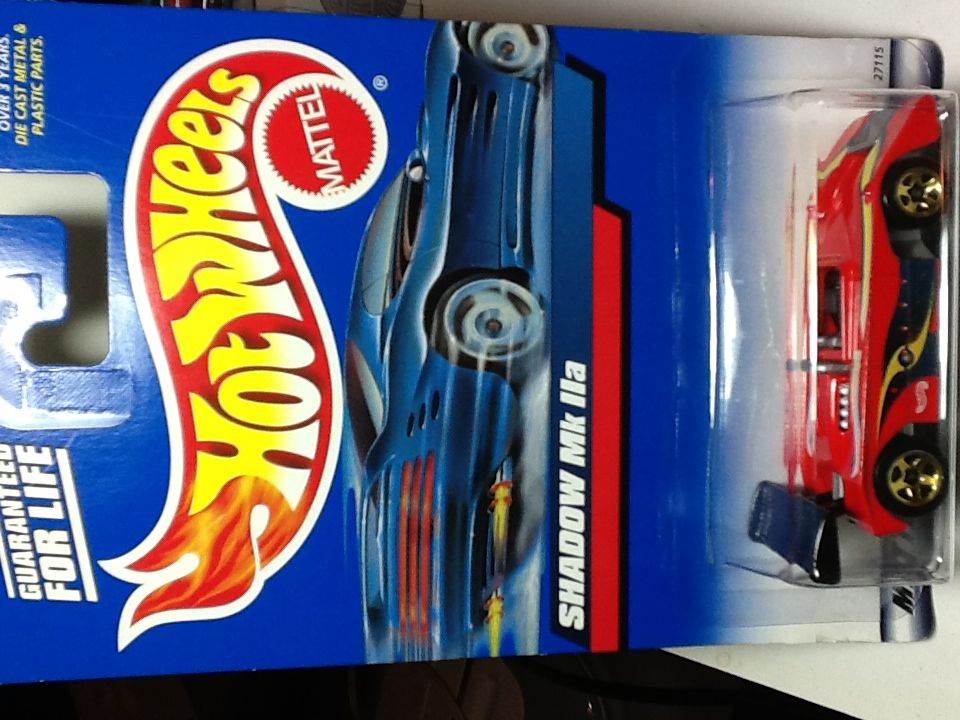 OVER 3 YEARS.
DIE CAST METAL &
PLASTIC PARTS.
GUARANTEED
FOR LIFE
HOT WHEELS
MATTEL
®
SHADOW Mk IIa
27115